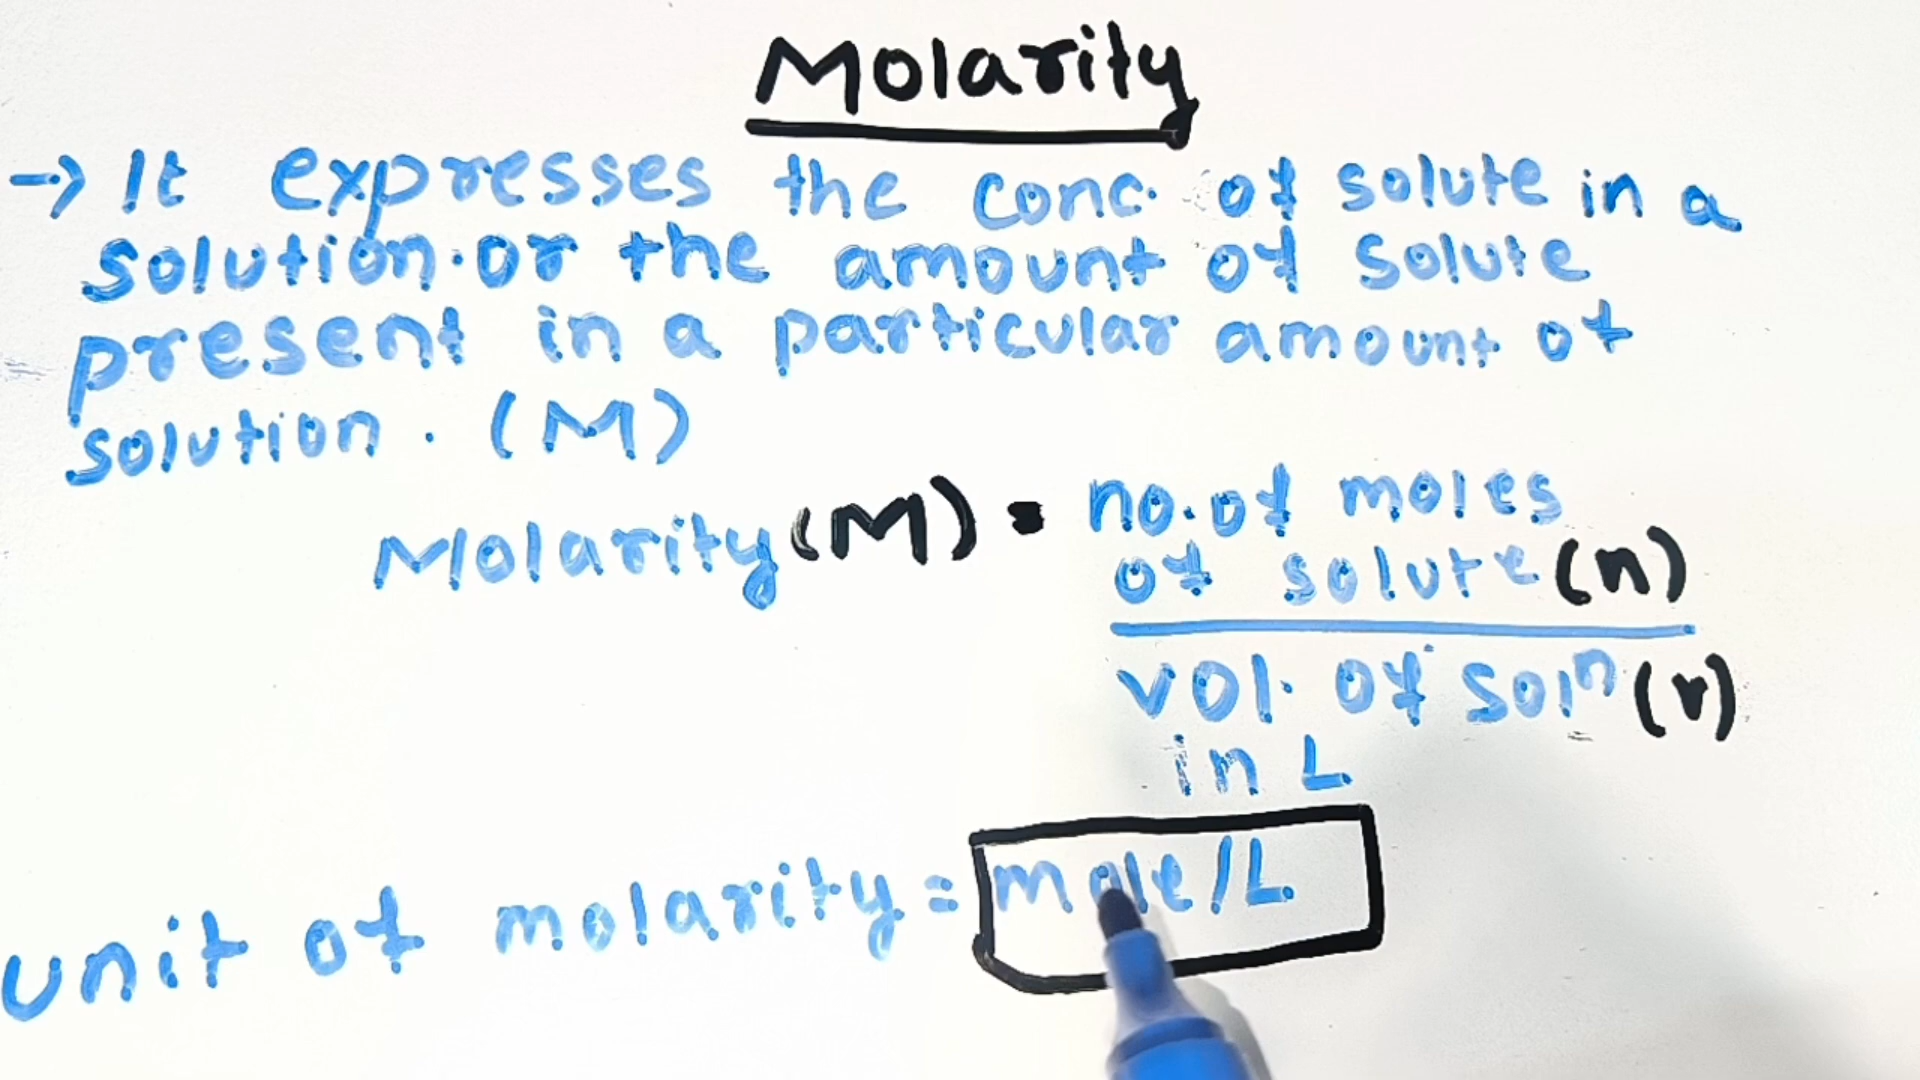 Molarity
→ It expresses the conc. of solute in a
solution. or the amount of solute
present in a particular amount of
solution. (M)
Molarity (M) = no. of moles
of solute (n)
vol. of solⁿ (v)
in L
unit of molarity = mole/L